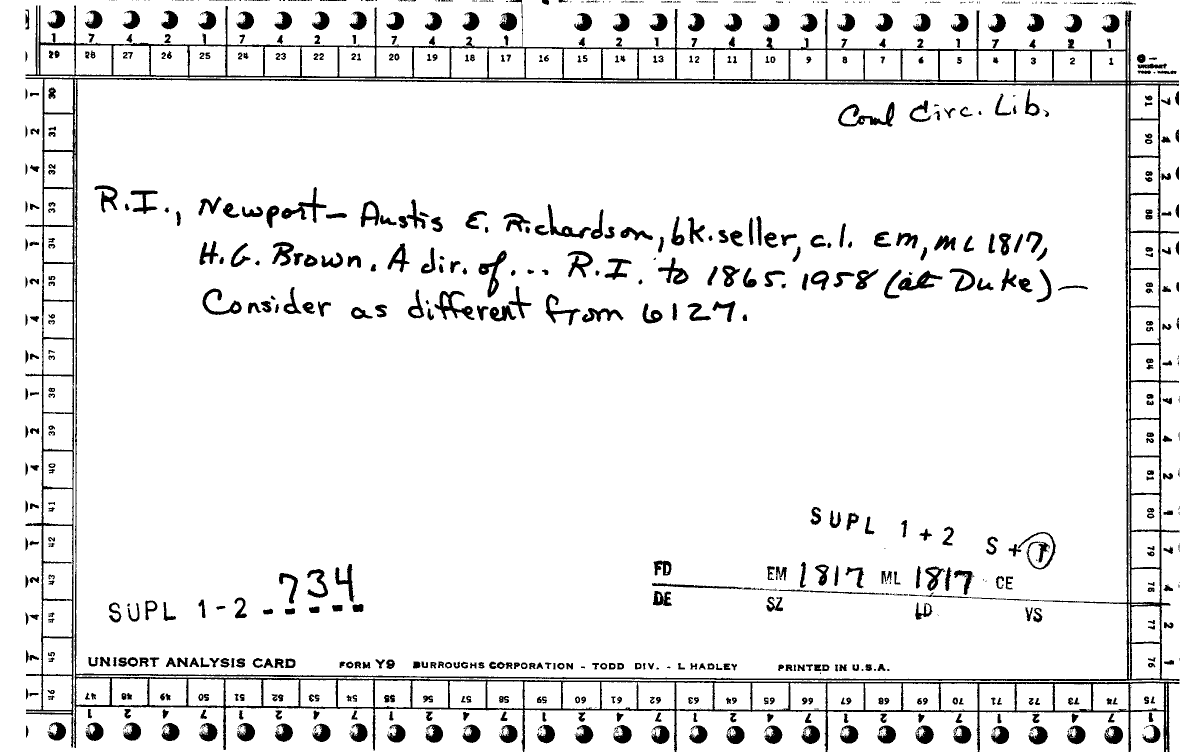 7 4 2 1 7 4 2 1 7 4 2 1 4 2 1 7 4 2 1 7 4 2 1 7 4 2 1
29 28 27 26 25 24 23 22 21 20 19 18 17 16 15 14 13 12 11 10 9 8 7 6 5 4 3 2 1
UNISORT
TODD - HADLEY
Coml Circ. Lib.
R.I., Newport— Austis E. Richardson, bk.seller, c.l. EM, ML 1817,
H.G. Brown. A dir. of... R.I. to 1865. 1958 (at Duke) —
Consider as different from 6127.
SUPL 1+2 S+T
FD EM 1817 ML 1817 CE
DE SZ LD VS
SUPL 1-2 _734_
UNISORT ANALYSIS CARD FORM Y9 BURROUGHS CORPORATION - TODD DIV. - L HADLEY PRINTED IN U.S.A.
30 31 32 33 34 35 36 37 38 39 40 41 42 43 44 45 46
91 90 89 88 87 86 85 84 83 82 81 80 79 78 77 76
47 48 49 50 51 52 53 54 55 56 57 58 59 60 61 62 63 64 65 66 67 68 69 70 71 72 73 74 75
1 2 4 7 1 2 4 7 1 2 4 7 1 2 4 7 1 2 4 7 1 2 4 7 1 2 4 7 1